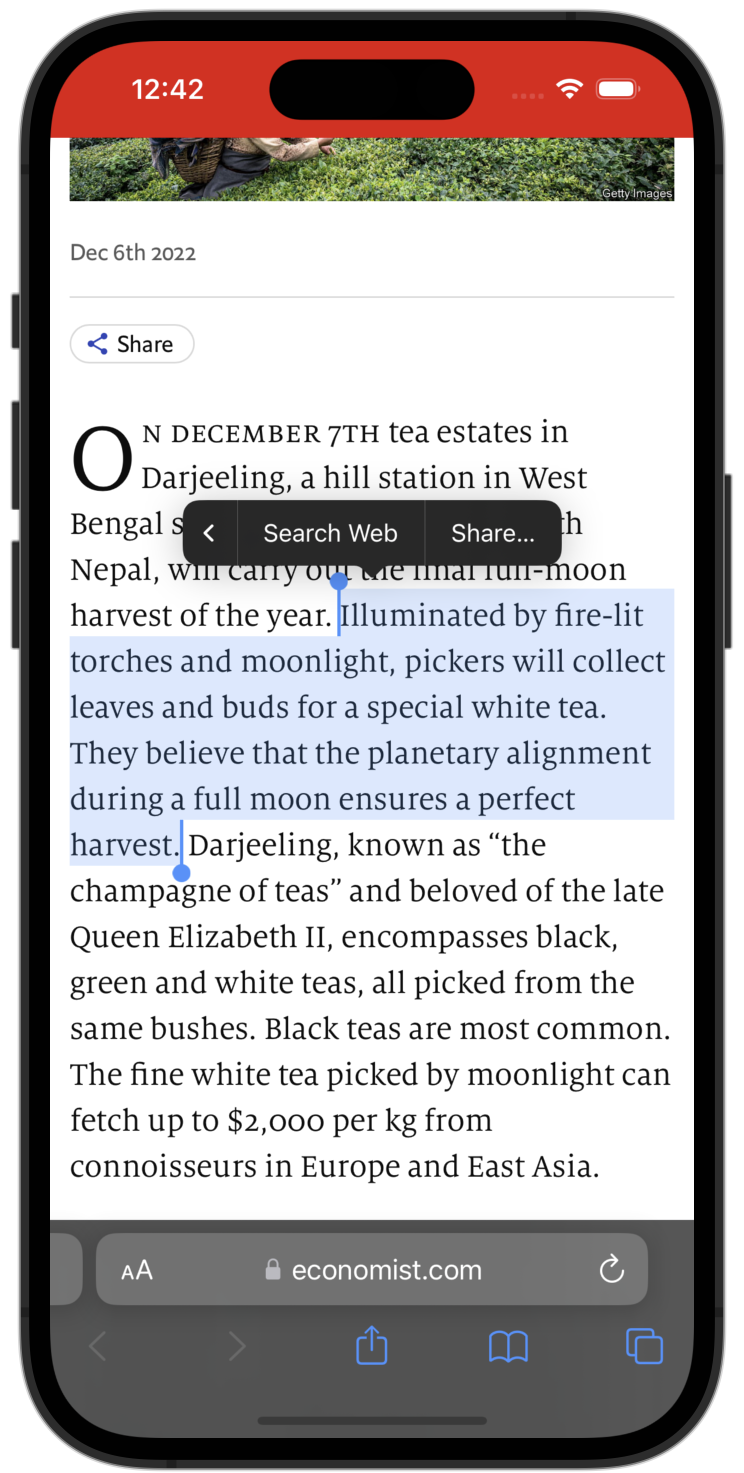 12:42
Getty Images
Dec 6th 2022
Share
ON DECEMBER 7TH tea estates in
Darjeeling, a hill station in West
Bengal
Search Web
Share...
Nepal, will carry out the final full-moon
harvest of the year. Illuminated by fire-lit
torches and moonlight, pickers will collect
leaves and buds for a special white tea.
They believe that the planetary alignment
during a full moon ensures a perfect
harvest. Darjeeling, known as “the
champagne of teas” and beloved of the late
Queen Elizabeth II, encompasses black,
green and white teas, all picked from the
same bushes. Black teas are most common.
The fine white tea picked by moonlight can
fetch up to $2,000 per kg from
connoisseurs in Europe and East Asia.
AA
economist.com